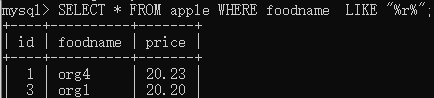 mysql> SELECT * FROM apple WHERE foodname  LIKE "%r%";
+----+----------+-------+
| id | foodname | price |
+----+----------+-------+
|  1 | org4     | 20.23 |
|  3 | org1     | 20.20 |